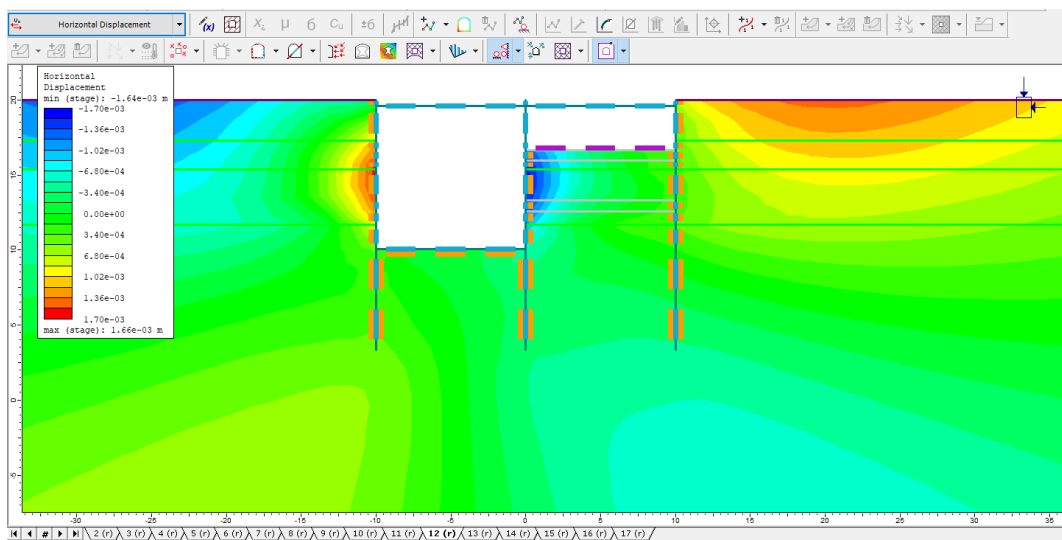 Horizontal Displacement
(x)
X L μ б C u ±б
Horizontal
Displacement
min (stage): -1.64e-03 m
-1.70e-03
-1.36e-03
-1.02e-03
-6.80e-04
-3.40e-04
0.00e+00
3.40e-04
6.80e-04
1.02e-03
1.36e-03
1.70e-03
max (stage): 1.66e-03 m
20
15
10
5
0
-5
-30 -25 -20 -15 -10 -5 0 5 10 15 20 25 30 35
# 2 (r) 3 (r) 4 (r) 5 (r) 6 (r) 7 (r) 8 (r) 9 (r) 10 (r) 11 (r) 12 (r) 13 (r) 14 (r) 15 (r) 16 (r) 17 (r)